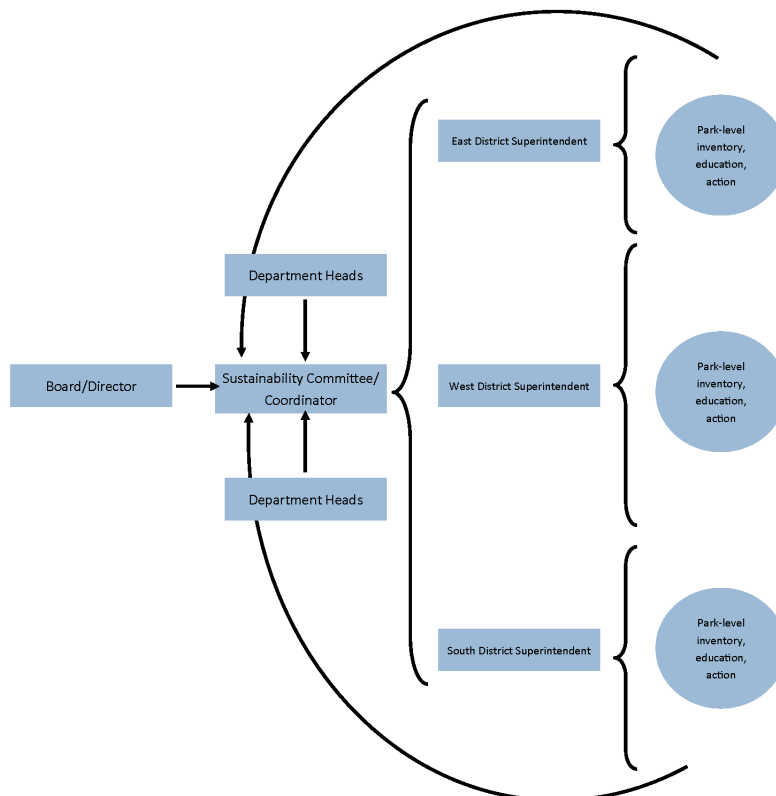 East District Superintendent
Park-level
inventory,
education,
action
Department Heads
Board/Director
Sustainability Committee/
Coordinator
West District Superintendent
Park-level
inventory,
education,
action
Department Heads
South District Superintendent
Park-level
inventory,
education,
action